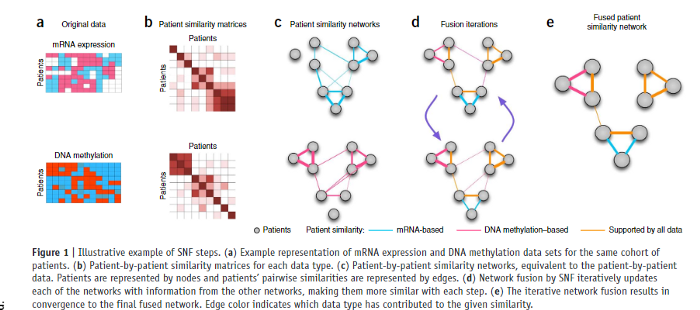 a
Original data
mRNA expression
Patients
DNA methylation
Patients
b
Patient similarity matrices
Patients
Patients
Patients
Patients
c
Patient similarity networks
d
Fusion iterations
e
Fused patient
similarity network
Patients Patient similarity: mRNA-based DNA methylation–based Supported by all data
Figure 1 | Illustrative example of SNF steps. (a) Example representation of mRNA expression and DNA methylation data sets for the same cohort of
patients. (b) Patient-by-patient similarity matrices for each data type. (c) Patient-by-patient similarity networks, equivalent to the patient-by-patient
data. Patients are represented by nodes and patients' pairwise similarities are represented by edges. (d) Network fusion by SNF iteratively updates
each of the networks with information from the other networks, making them more similar with each step. (e) The iterative network fusion results in
convergence to the final fused network. Edge color indicates which data type has contributed to the given similarity.